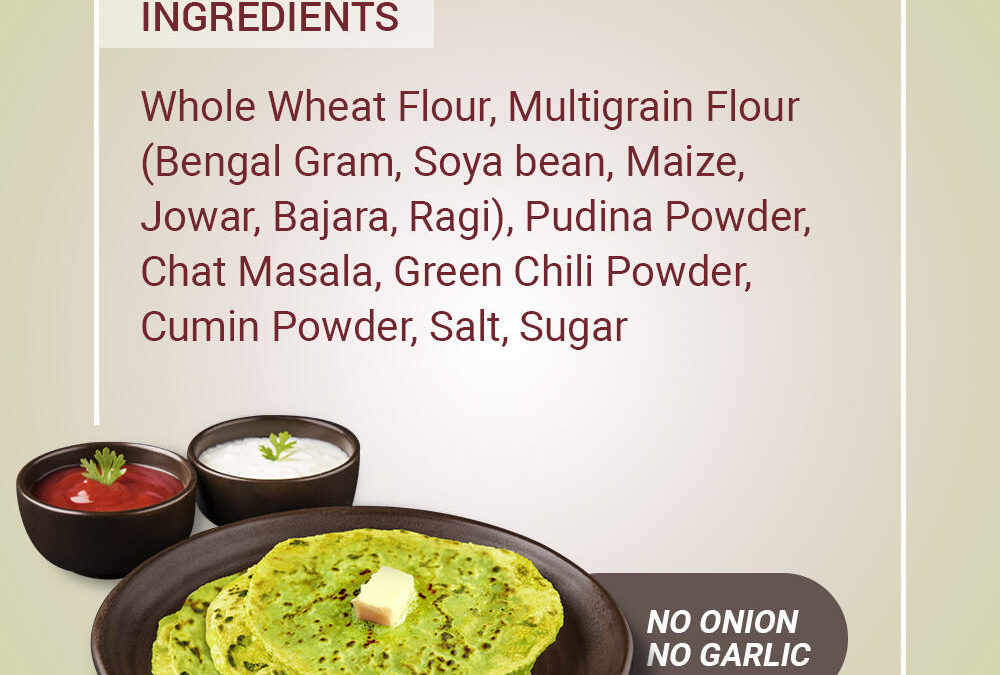 INGREDIENTS
Whole Wheat Flour, Multigrain Flour
(Bengal Gram, Soya bean, Maize,
Jowar, Bajara, Ragi), Pudina Powder,
Chat Masala, Green Chili Powder,
Cumin Powder, Salt, Sugar
NO ONION
NO GARLIC